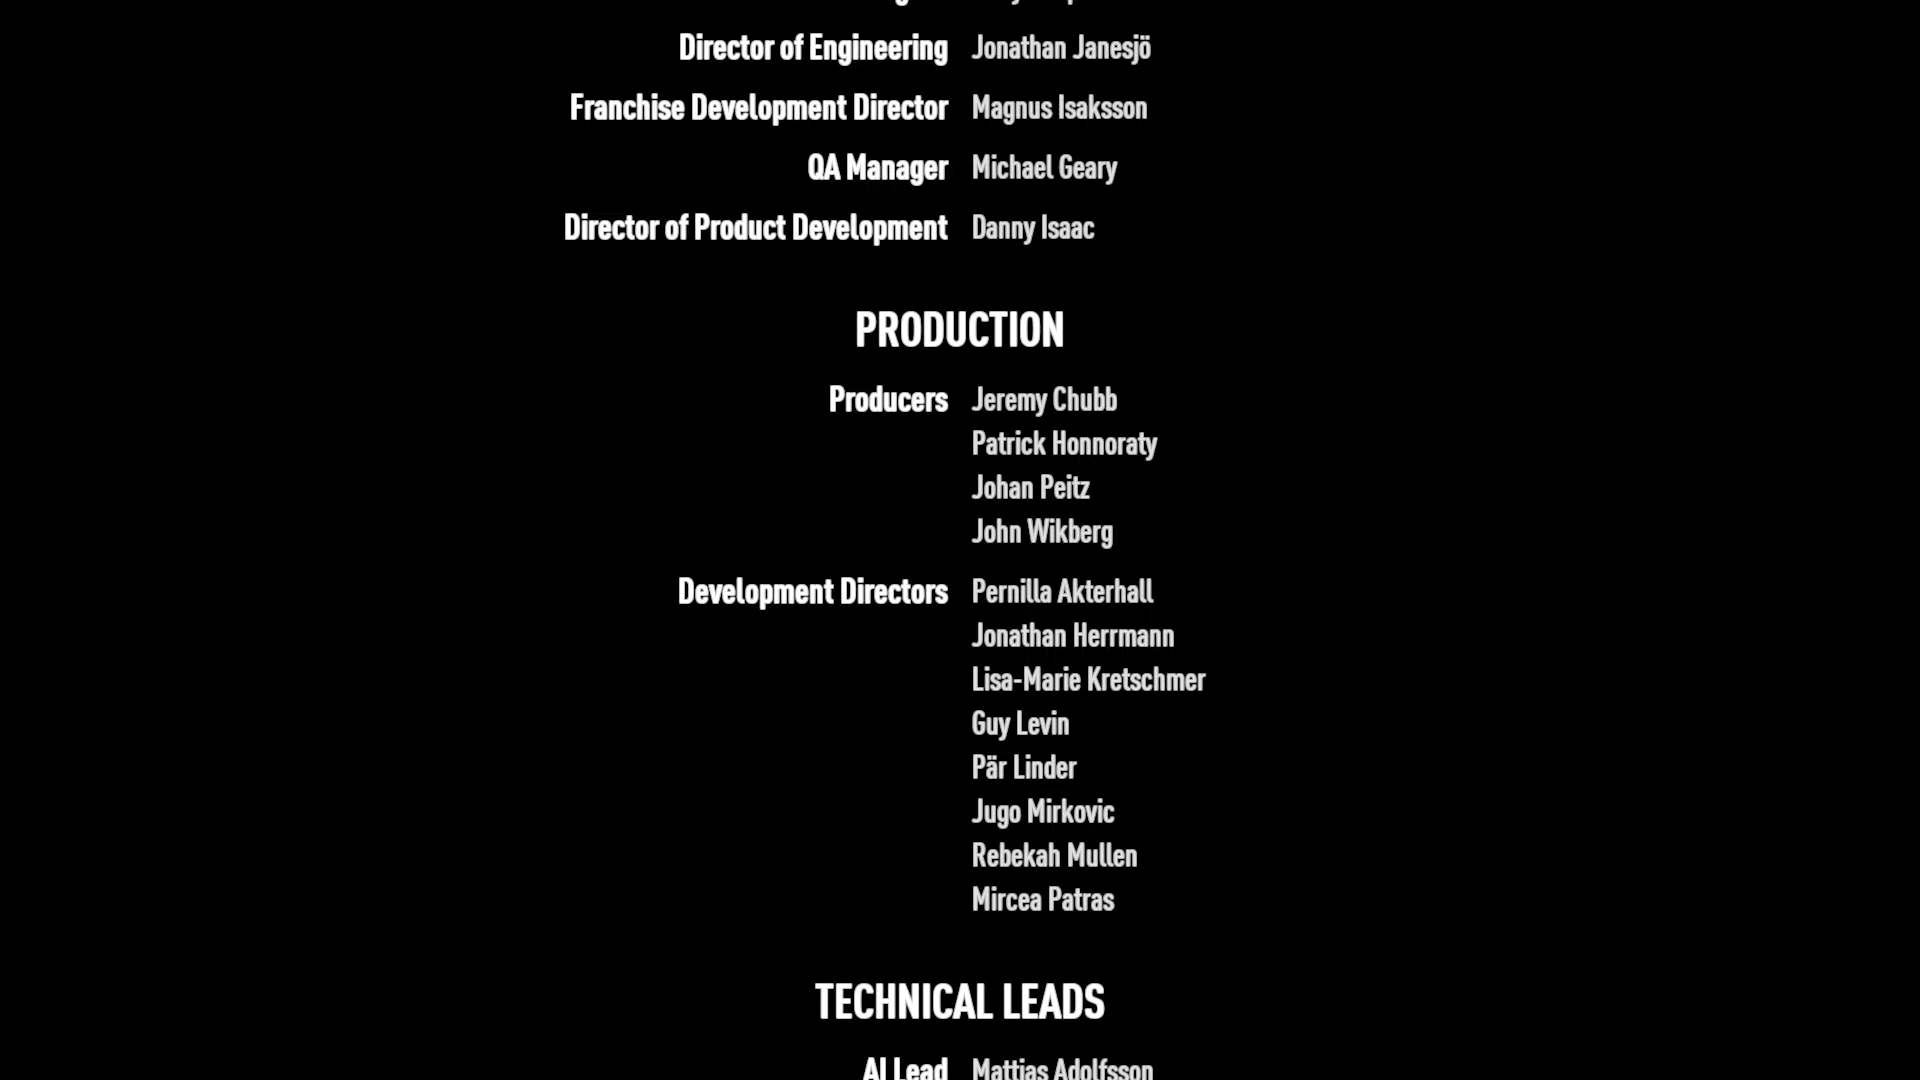 Director of Engineering Jonathan Janesjö
Franchise Development Director Magnus Isaksson
QA Manager Michael Geary
Director of Product Development Danny Isaac
PRODUCTION
Producers Jeremy Chubb
Patrick Honnoraty
Johan Peitz
John Wikberg
Development Directors Pernilla Akterhall
Jonathan Herrmann
Lisa-Marie Kretschmer
Guy Levin
Pär Linder
Jugo Mirkovic
Rebekah Mullen
Mircea Patras
TECHNICAL LEADS
AI Lead Mattias Adolfsson